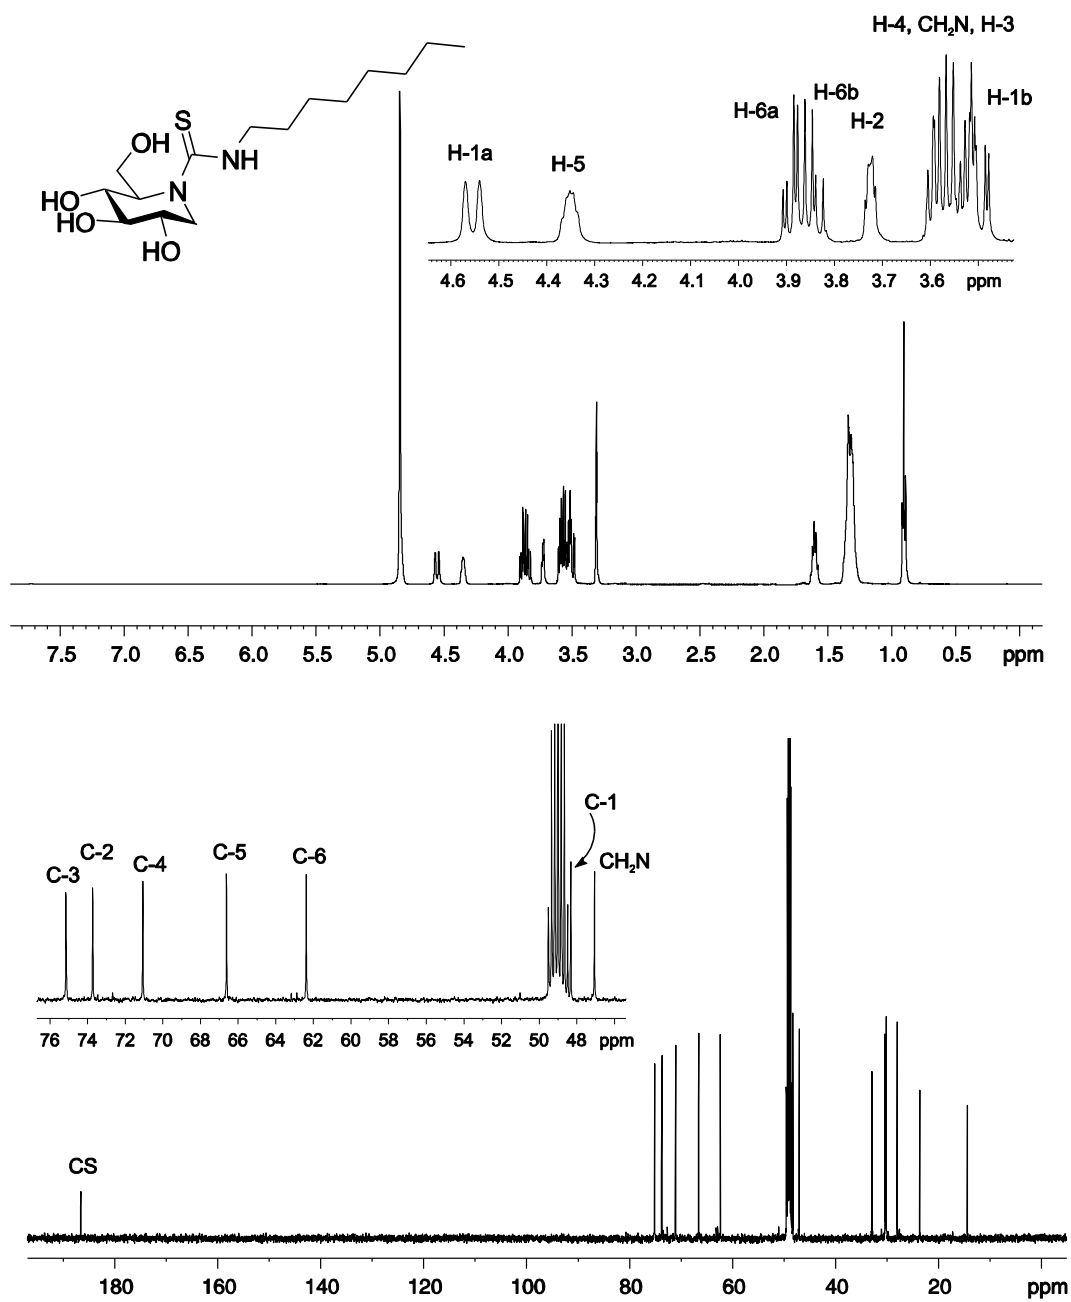 H-4, CH₂N, H-3
H-6a
H-6b
H-2
H-1b
H-1a
H-5
S
OH
NH
N
HO
HO
HO
4.6 4.5 4.4 4.3 4.2 4.1 4.0 3.9 3.8 3.7 3.6 ppm
7.5 7.0 6.5 6.0 5.5 5.0 4.5 4.0 3.5 3.0 2.5 2.0 1.5 1.0 0.5 ppm
C-1
CH₂N
C-3
C-2
C-4
C-5
C-6
76 74 72 70 68 66 64 62 60 58 56 54 52 50 48 ppm
CS
180 160 140 120 100 80 60 40 20 ppm